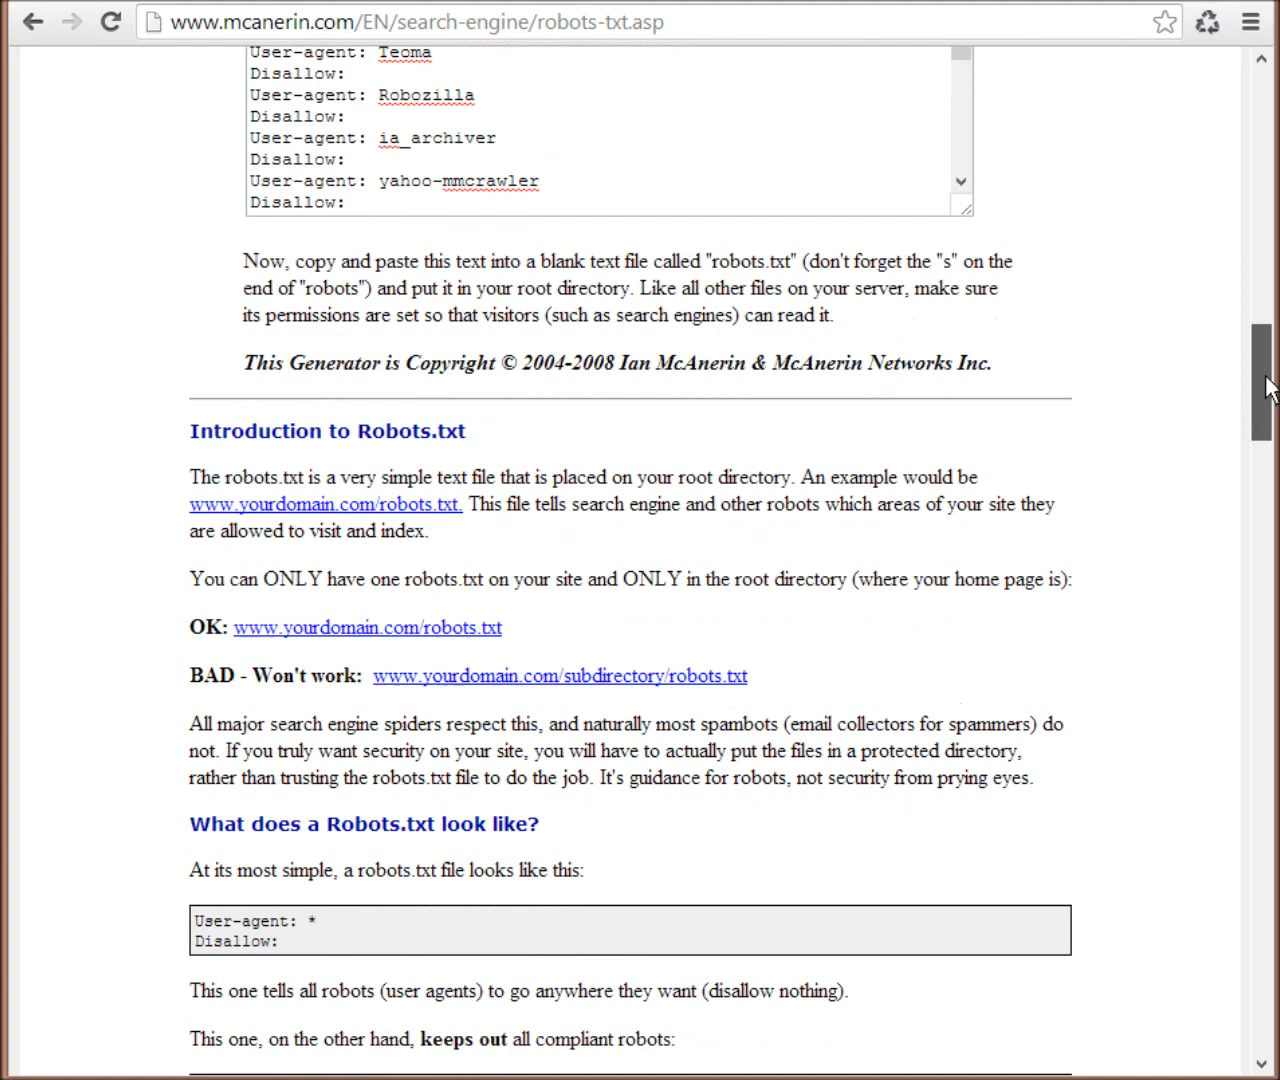 www.mcanerin.com/EN/search-engine/robots-txt.asp
User-agent: Teoma
Disallow:
User-agent: Robozilla
Disallow:
User-agent: ia_archiver
Disallow:
User-agent: yahoo-mmcrawler
Disallow:
Now, copy and paste this text into a blank text file called "robots.txt" (don't forget the "s" on the
end of "robots") and put it in your root directory. Like all other files on your server, make sure
its permissions are set so that visitors (such as search engines) can read it.
This Generator is Copyright © 2004-2008 Ian McAnerin & McAnerin Networks Inc.
Introduction to Robots.txt
The robots.txt is a very simple text file that is placed on your root directory. An example would be
www.yourdomain.com/robots.txt. This file tells search engine and other robots which areas of your site they
are allowed to visit and index.
You can ONLY have one robots.txt on your site and ONLY in the root directory (where your home page is):
OK: www.yourdomain.com/robots.txt
BAD - Won't work: www.yourdomain.com/subdirectory/robots.txt
All major search engine spiders respect this, and naturally most spambots (email collectors for spammers) do
not. If you truly want security on your site, you will have to actually put the files in a protected directory,
rather than trusting the robots.txt file to do the job. It's guidance for robots, not security from prying eyes.
What does a Robots.txt look like?
At its most simple, a robots.txt file looks like this:
User-agent: *
Disallow:
This one tells all robots (user agents) to go anywhere they want (disallow nothing).
This one, on the other hand, keeps out all compliant robots: